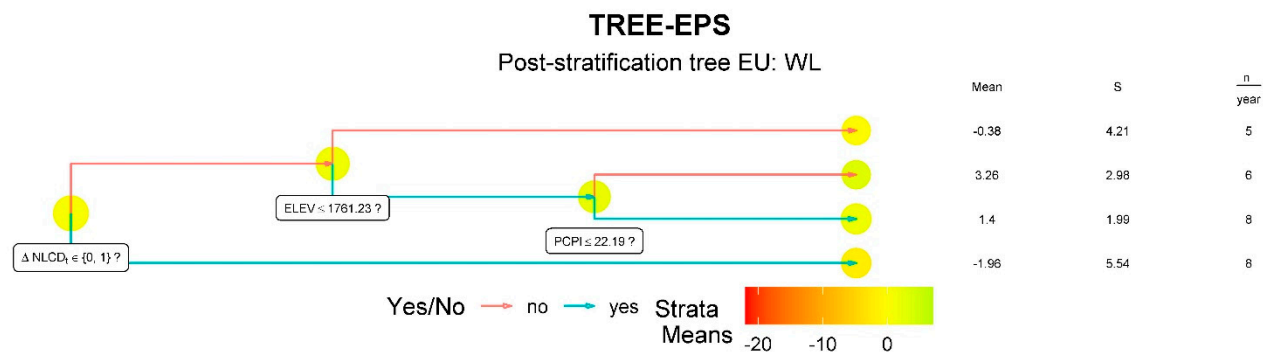 TREE-EPS
Post-stratification tree EU: WL
Mean S n/year
-0.38 4.21 5
3.26 2.98 6
ELEV ≤ 1761.23 ?
1.4 1.99 8
PCPI ≤ 22.19 ?
Δ NLCDₜ ∈ {0, 1} ?
-1.96 5.54 8
Yes/No no yes Strata Means
-20 -10 0